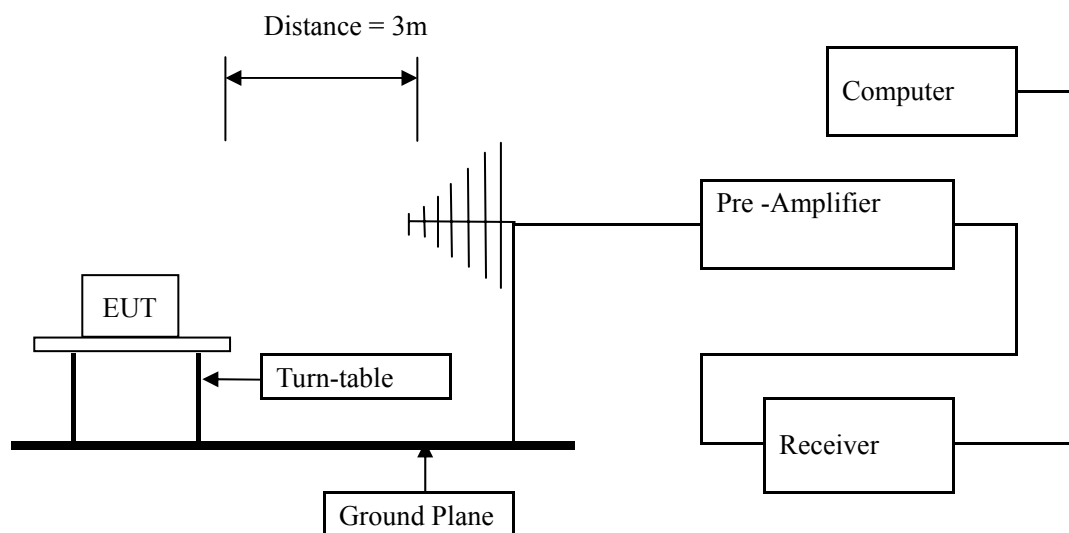 Distance = 3m
Computer
Pre -Amplifier
EUT
Turn-table
Receiver
Ground Plane